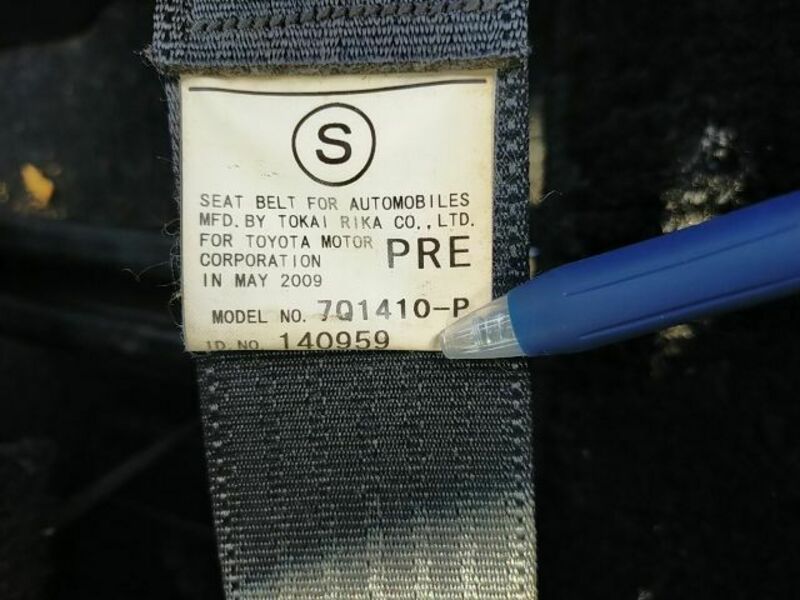 S
SEAT BELT FOR AUTOMOBILES
MFD. BY TOKAI RIKA CO., LTD.
FOR TOYOTA MOTOR
CORPORATION PRE
IN MAY 2009
MODEL NO. 7Q1410-P
ID NO. 140959